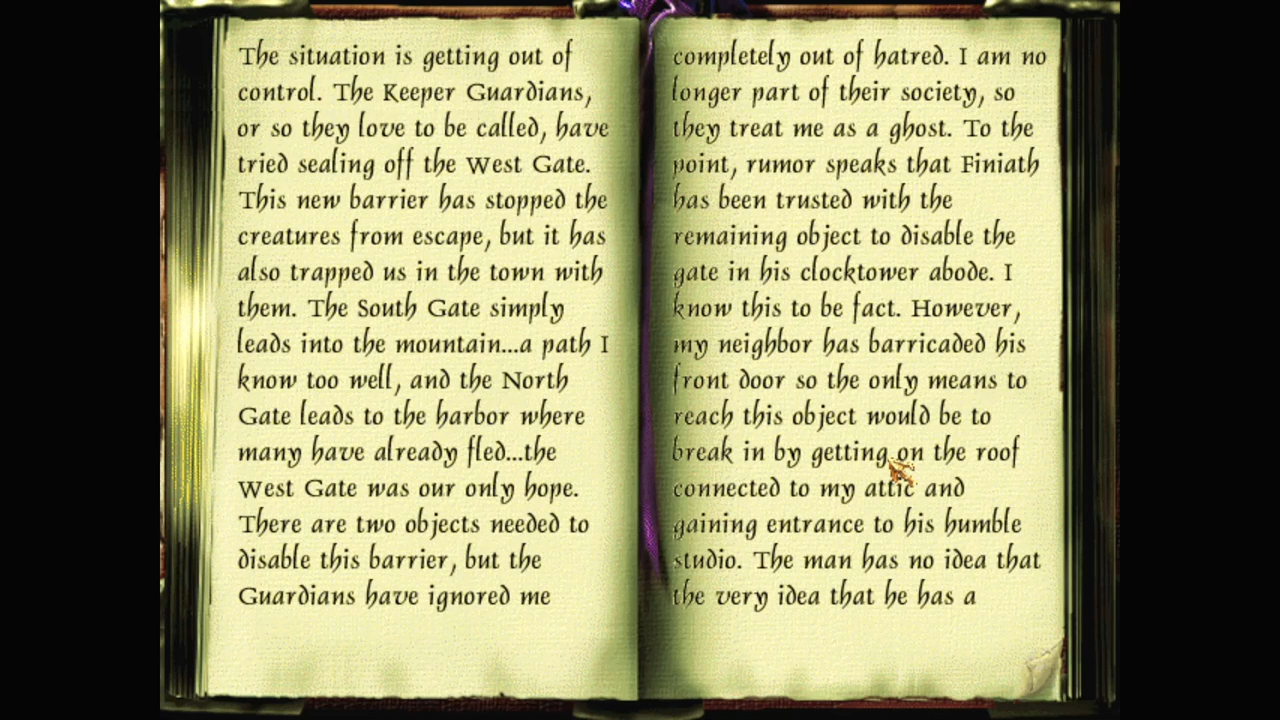 The situation is getting out of
control. The Keeper Guardians,
or so they love to be called, have
tried sealing off the West Gate.
This new barrier has stopped the
creatures from escape, but it has
also trapped us in the town with
them. The South Gate simply
leads into the mountain...a path I
know too well, and the North
Gate leads to the harbor where
many have already fled...the
West Gate was our only hope.
There are two objects needed to
disable this barrier, but the
Guardians have ignored me
completely out of hatred. I am no
longer part of their society, so
they treat me as a ghost. To the
point, rumor speaks that Finiath
has been trusted with the
remaining object to disable the
gate in his clocktower abode. I
know this to be fact. However,
my neighbor has barricaded his
front door so the only means to
reach this object would be to
break in by getting on the roof
connected to my attic and
gaining entrance to his humble
studio. The man has no idea that
the very idea that he has a